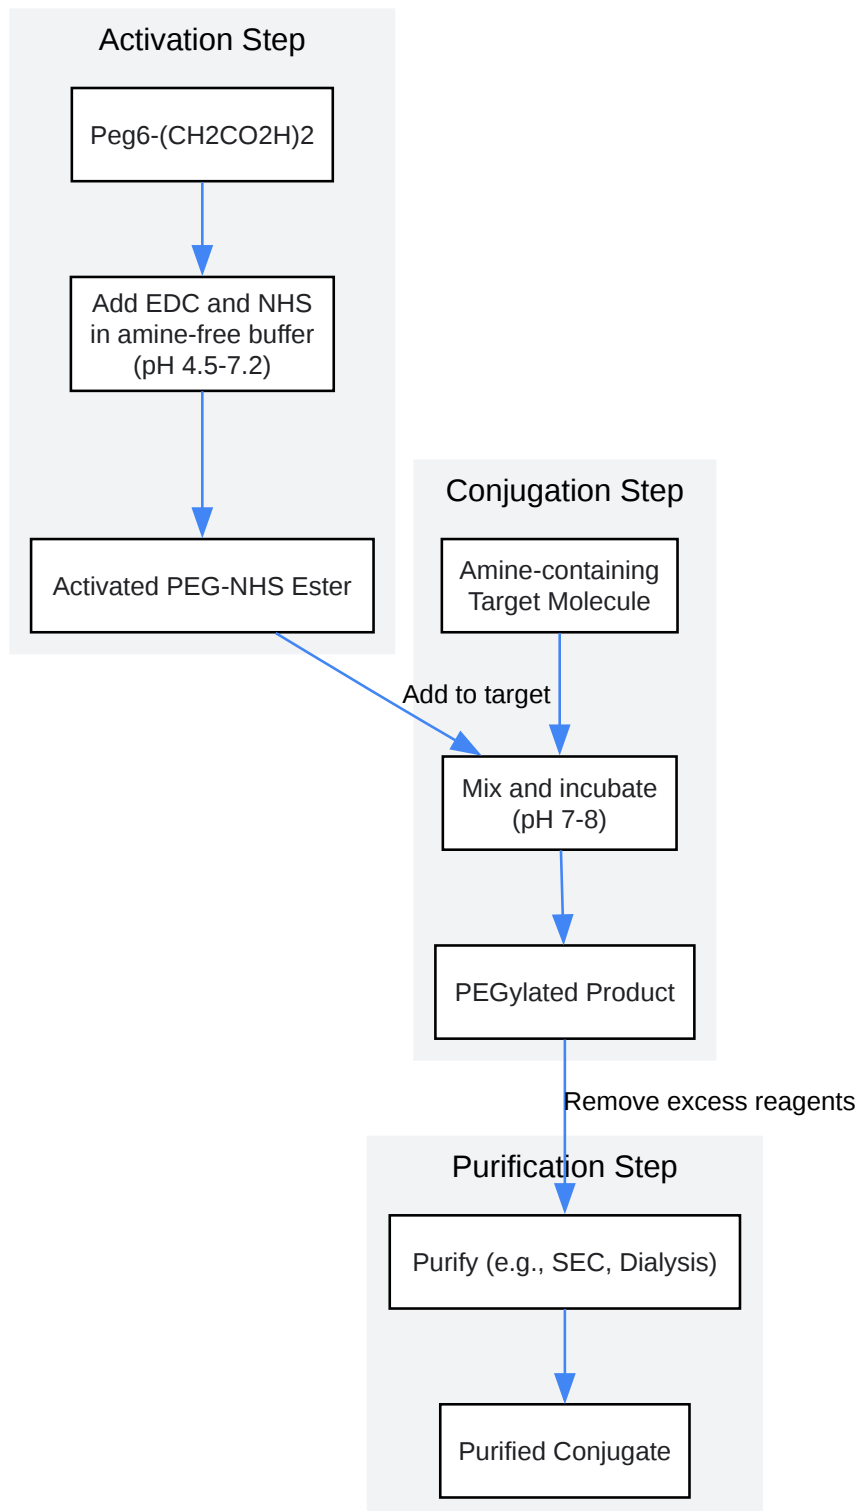 Activation Step
Peg6-(CH2CO2H)2
Add EDC and NHS
in amine-free buffer
(pH 4.5-7.2)
Activated PEG-NHS Ester
Conjugation Step
Amine-containing
Target Molecule
Add to target
Mix and incubate
(pH 7-8)
PEGylated Product
Remove excess reagents
Purification Step
Purify (e.g., SEC, Dialysis)
Purified Conjugate